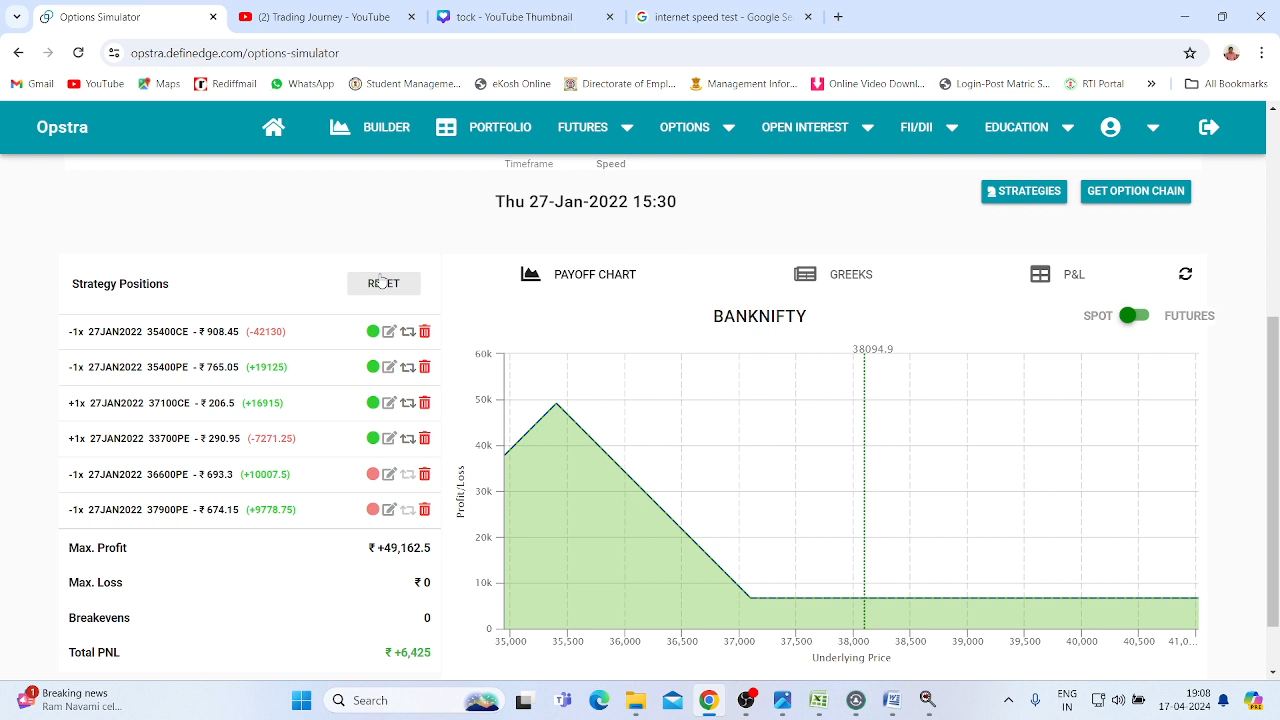 Options Simulator
(2) Trading Journey - YouTube
tock - YouTube Thumbnail
internet speed test - Google Se
opstra.definedge.com/options-simulator
Gmail
YouTube
Maps
Rediffmail
WhatsApp
Student Manageme...
eKosh Online
Directorate of Empl...
Management Infor...
Online Video Downl...
Login-Post Matric S...
RTI Portal
All Bookmarks
Opstra
BUILDER
PORTFOLIO
FUTURES
OPTIONS
OPEN INTEREST
FII/DII
EDUCATION
Timeframe
Speed
Thu 27-Jan-2022 15:30
STRATEGIES
GET OPTION CHAIN
Strategy Positions
RESET
-1x 27JAN2022 35400CE - ₹ 908.45 (-42130)
-1x 27JAN2022 35400PE - ₹ 765.05 (+19125)
+1x 27JAN2022 37100CE - ₹ 206.5 (+16915)
+1x 27JAN2022 33700PE - ₹ 290.95 (-7271.25)
-1x 27JAN2022 36600PE - ₹ 693.3 (+10007.5)
-1x 27JAN2022 37900PE - ₹ 674.15 (+9778.75)
Max. Profit ₹ +49,162.5
Max. Loss ₹ 0
Breakevens 0
Total PNL ₹ +6,425
PAYOFF CHART
GREEKS
P&L
BANKNIFTY
SPOT
FUTURES
38094.9
60k
50k
40k
30k
20k
10k
0
Profit/Loss
35,000
35,500
36,000
36,500
37,000
37,500
38,000
38,500
39,000
39,500
40,000
40,500
41,0...
Underlying Price
1
Breaking news
Ram Navami cel...
Search
PRE
ENG
IN
19:08
17-04-2024